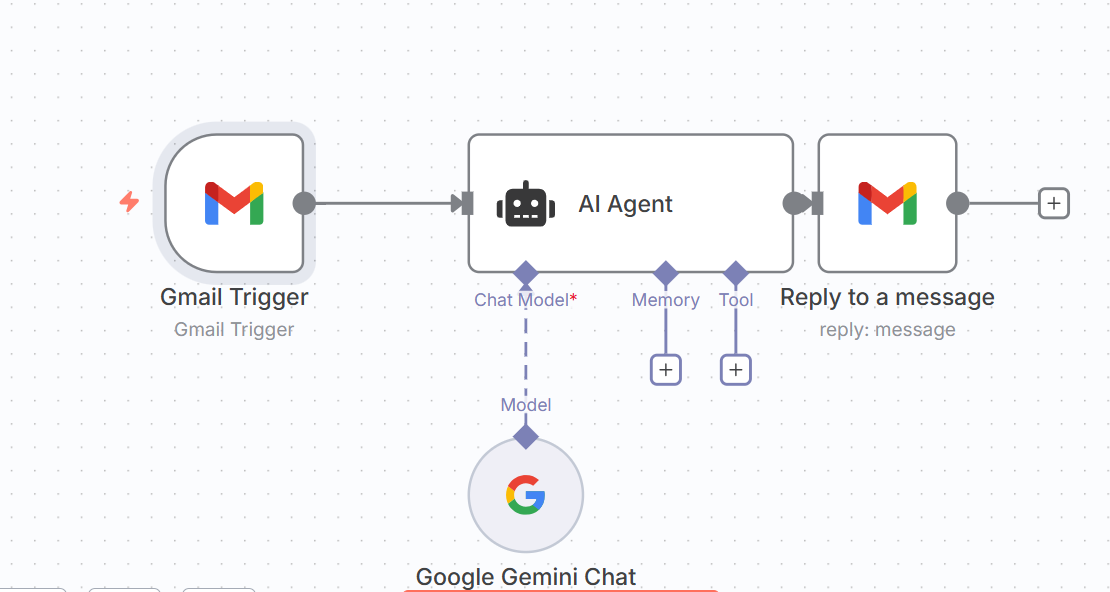 AI Agent
Gmail Trigger
Gmail Trigger
Chat Model*
Memory
Tool
Reply to a message
reply: message
Model
Google Gemini Chat